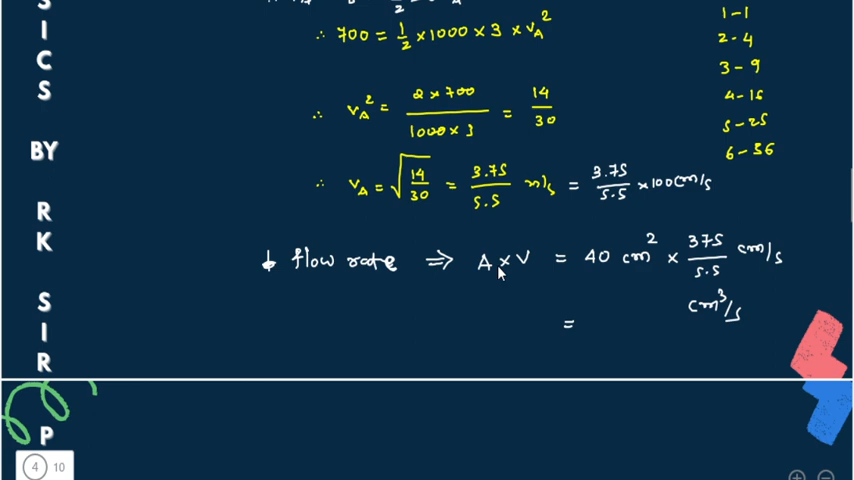 S
I
C
S
BY
R
K
S
I
R
P
∴ 700 = 1/2 × 1000 × 3 × vA²
∴ vA² = 2 × 700 / 1000 × 3 = 14/30
∴ vA = √14/30 = 3.75/5.5 m/s = 3.75/5.5 × 100 cm/s
flow rate ⇒ A × V = 40 cm² × 375/5.5 cm/s
= cm³/s
1 - 1
2 - 4
3 - 9
4 - 16
5 - 25
6 - 36
4 10